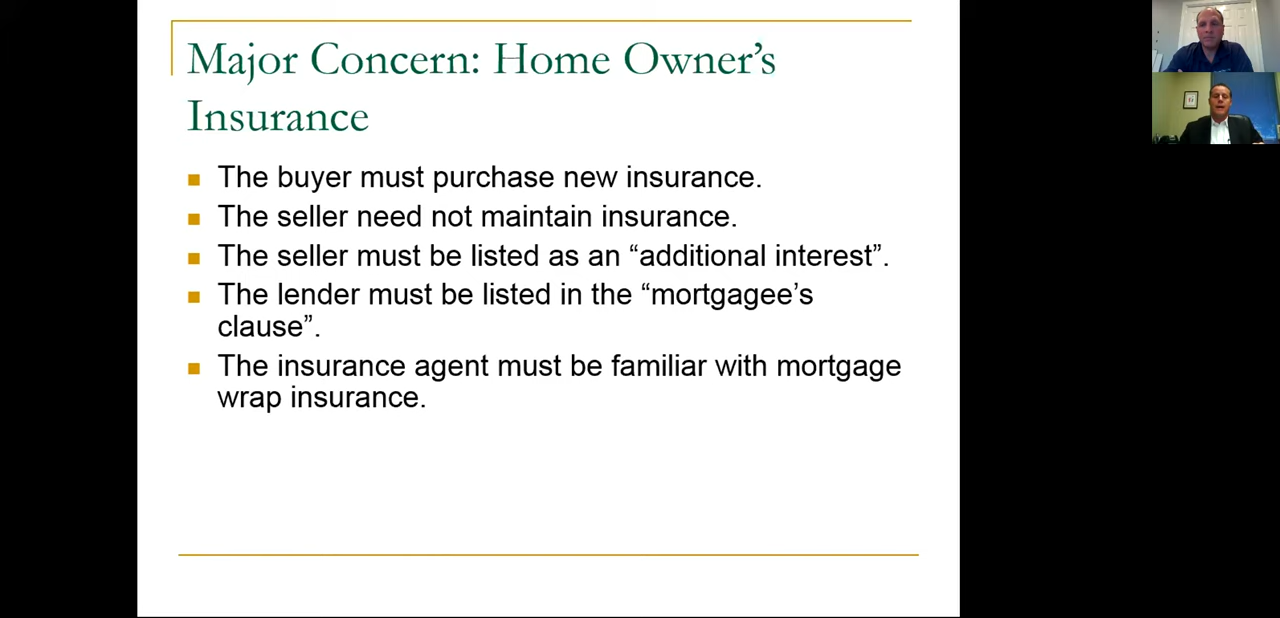 Major Concern: Home Owner’s
Insurance
The buyer must purchase new insurance.
The seller need not maintain insurance.
The seller must be listed as an “additional interest”.
The lender must be listed in the “mortgagee’s
clause”.
The insurance agent must be familiar with mortgage
wrap insurance.